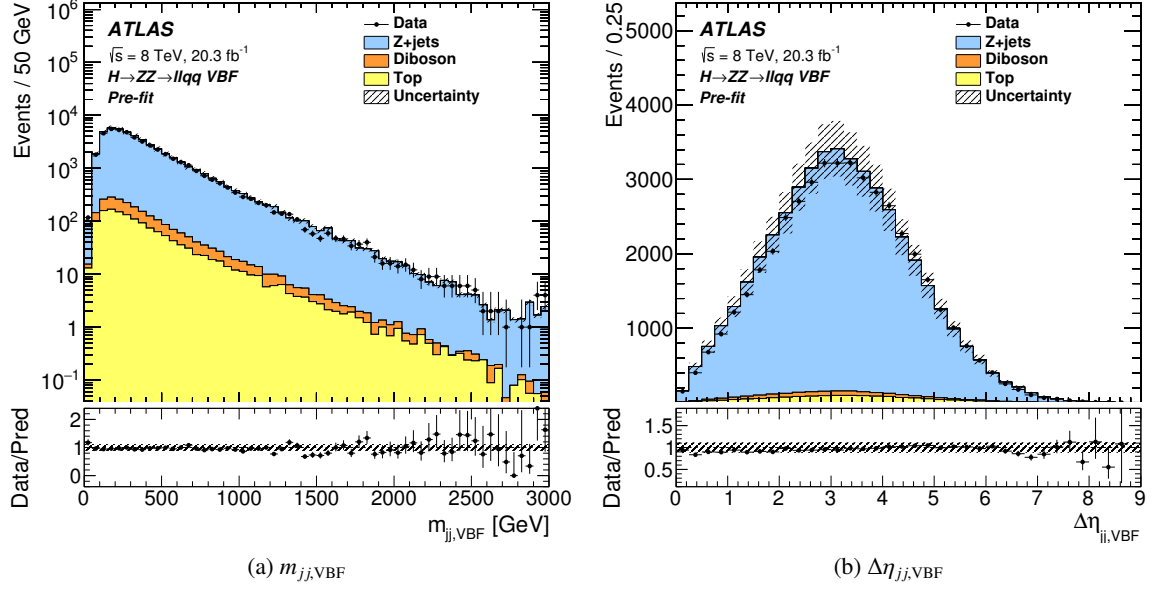 Events / 50 GeV
10⁶
10⁵
10⁴
10³
10²
10
1
10⁻¹
ATLAS
√s = 8 TeV, 20.3 fb⁻¹
H→ZZ→llqq VBF
Pre-fit
Data
Z+jets
Diboson
Top
Uncertainty
Data/Pred
2
1
0
0 500 1000 1500 2000 2500 3000
m_jj,VBF [GeV]
(a) m_jj,VBF
Events / 0.25
5000
4000
3000
2000
1000
ATLAS
√s = 8 TeV, 20.3 fb⁻¹
H→ZZ→llqq VBF
Pre-fit
Data
Z+jets
Diboson
Top
Uncertainty
Data/Pred
1.5
1
0.5
0 1 2 3 4 5 6 7 8 9
Δη_jj,VBF
(b) Δη_jj,VBF